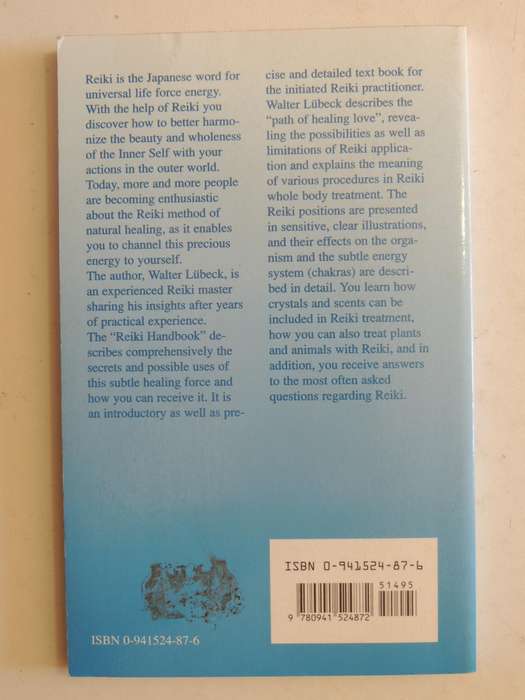 Reiki is the Japanese word for
universal life force energy.
With the help of Reiki you
discover how to better harmo-
nize the beauty and wholeness
of the Inner Self with your
actions in the outer world.
Today, more and more people
are becoming enthusiastic
about the Reiki method of
natural healing, as it enables
you to channel this precious
energy to yourself.
The author, Walter Lübeck, is
an experienced Reiki master
sharing his insights after years
of practical experience.
The “Reiki Handbook” de-
scribes comprehensively the
secrets and possible uses of
this subtle healing force and
how you can receive it. It is
an introductory as well as pre-
cise and detailed text book for
the initiated Reiki practitioner.
Walter Lübeck describes the
“path of healing love”, revea-
ling the possibilities as well as
limitations of Reiki applica-
tion and explains the meaning
of various procedures in Reiki
whole body treatment. The
Reiki positions are presented
in sensitive, clear illustrations,
and their effects on the orga-
nism and the subtle energy
system (chakras) are descri-
bed in detail. You learn how
crystals and scents can be
included in Reiki treatment,
how you can also treat plants
and animals with Reiki, and in
addition, you receive answers
to the most often asked
questions regarding Reiki.
ISBN 0-941524-87-6
51495
9 780941 524872
ISBN 0-941524-87-6